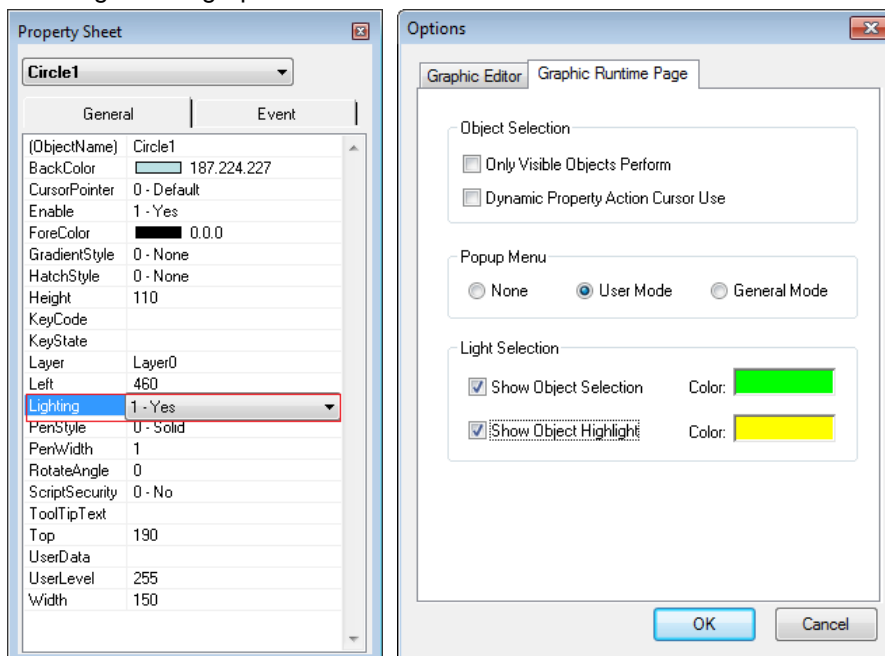 Property Sheet
Circle1
General Event
(ObjectName) Circle1
BackColor 187.224.227
CursorPointer 0 - Default
Enable 1 - Yes
ForeColor 0.0.0
GradientStyle 0 - None
HatchStyle 0 - None
Height 110
KeyCode
KeyState
Layer Layer0
Left 460
Lighting 1 - Yes
PenStyle 0 - Solid
PenWidth 1
RotateAngle 0
ScriptSecurity 0 - No
ToolTipText
Top 190
UserData
UserLevel 255
Width 150
Options
Graphic Editor Graphic Runtime Page
Object Selection
Only Visible Objects Perform
Dynamic Property Action Cursor Use
Popup Menu
None User Mode General Mode
Light Selection
Show Object Selection Color:
Show Object Highlight Color:
OK Cancel